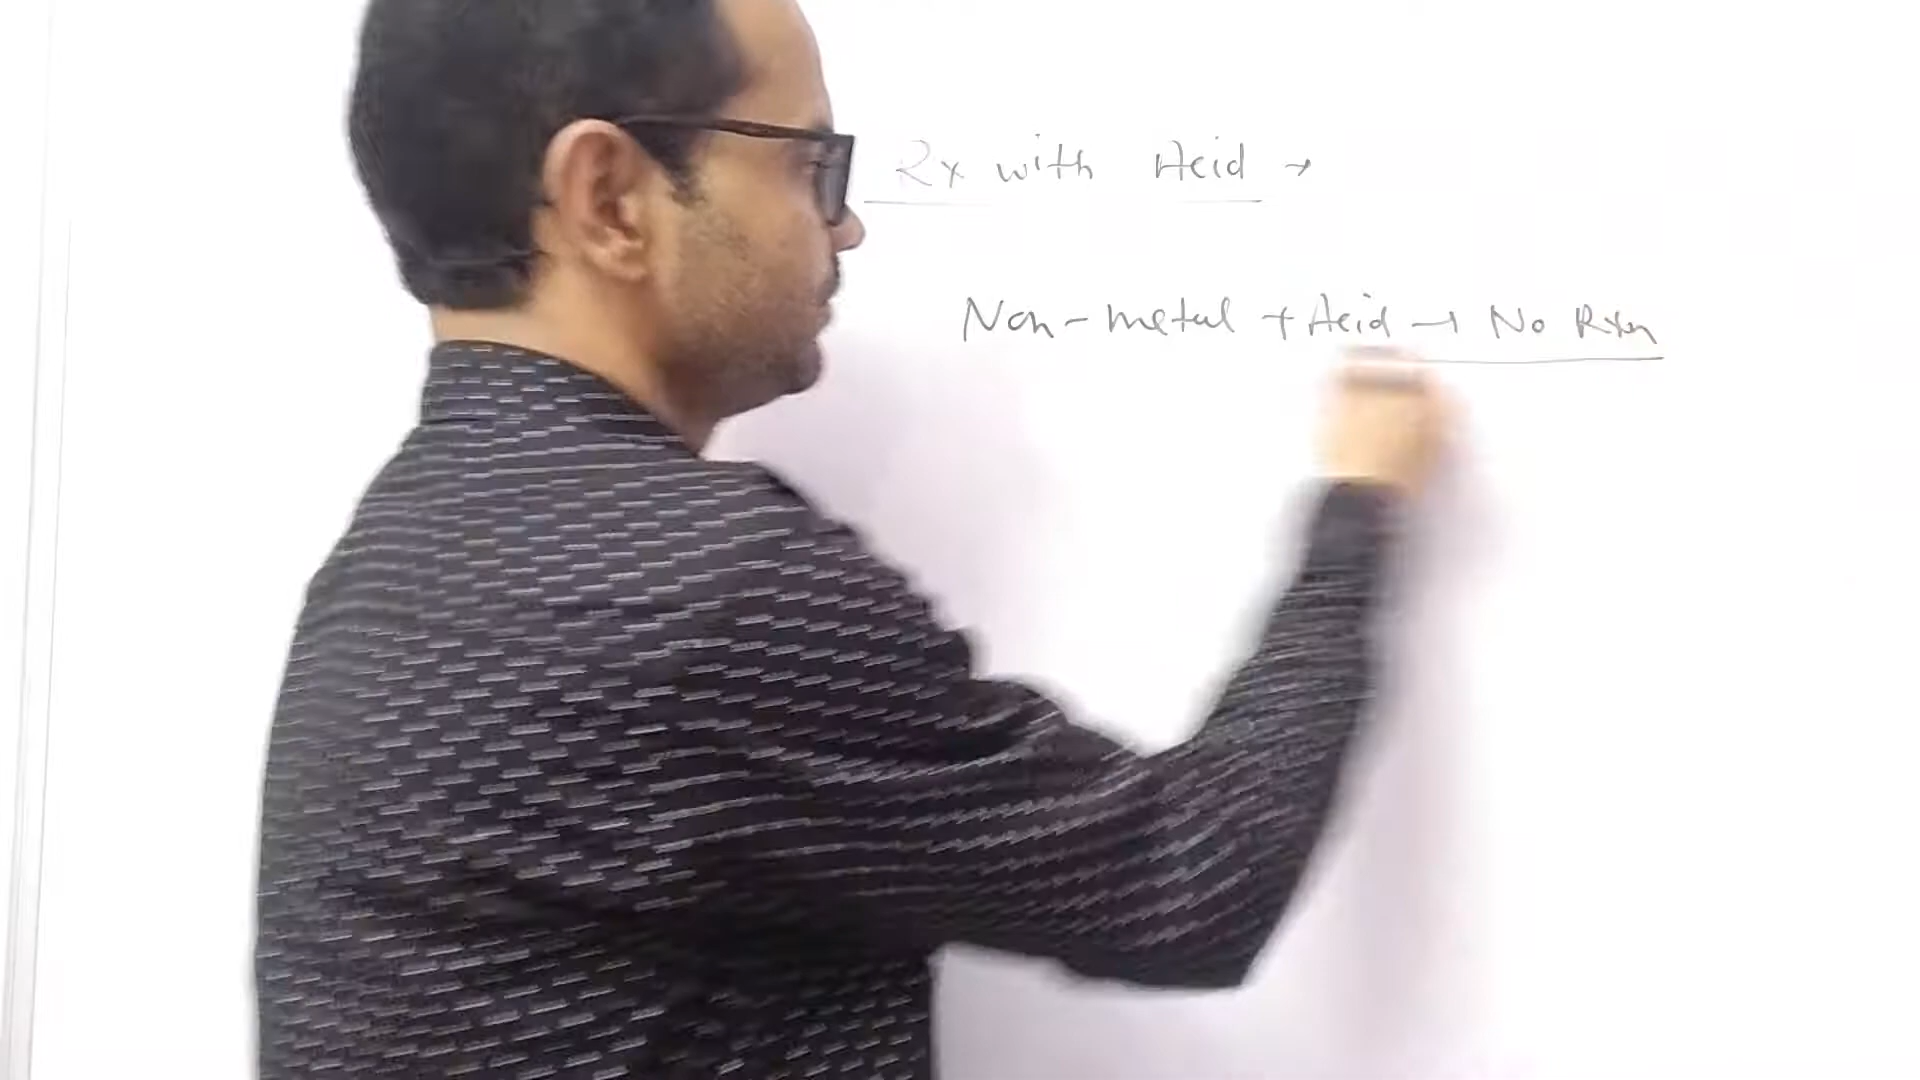 Rx with Acid →
Non-metal + Acid → No Rxn